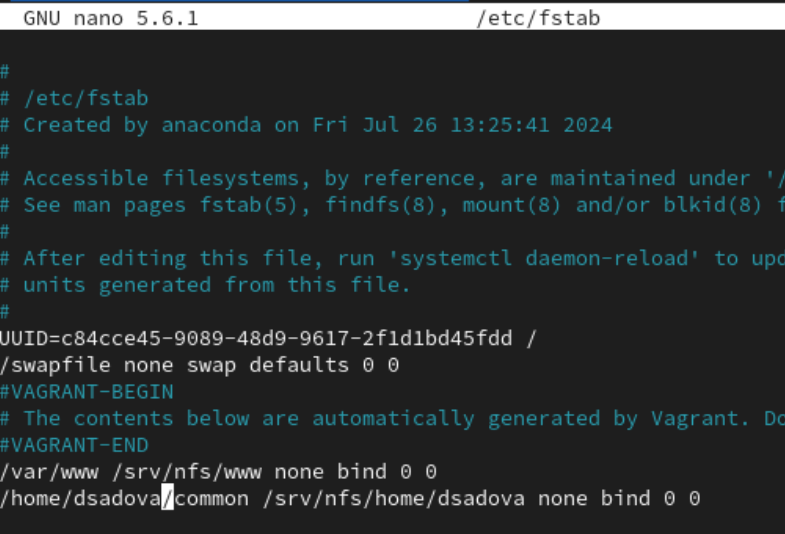 GNU nano 5.6.1 /etc/fstab
#
# /etc/fstab
# Created by anaconda on Fri Jul 26 13:25:41 2024
#
# Accessible filesystems, by reference, are maintained under '/
# See man pages fstab(5), findfs(8), mount(8) and/or blkid(8) f
#
# After editing this file, run 'systemctl daemon-reload' to upd
# units generated from this file.
#
UUID=c84cce45-9089-48d9-9617-2f1d1bd45fdd /
/swapfile none swap defaults 0 0
#VAGRANT-BEGIN
# The contents below are automatically generated by Vagrant. Do
#VAGRANT-END
/var/www /srv/nfs/www none bind 0 0
/home/dsadova/common /srv/nfs/home/dsadova none bind 0 0